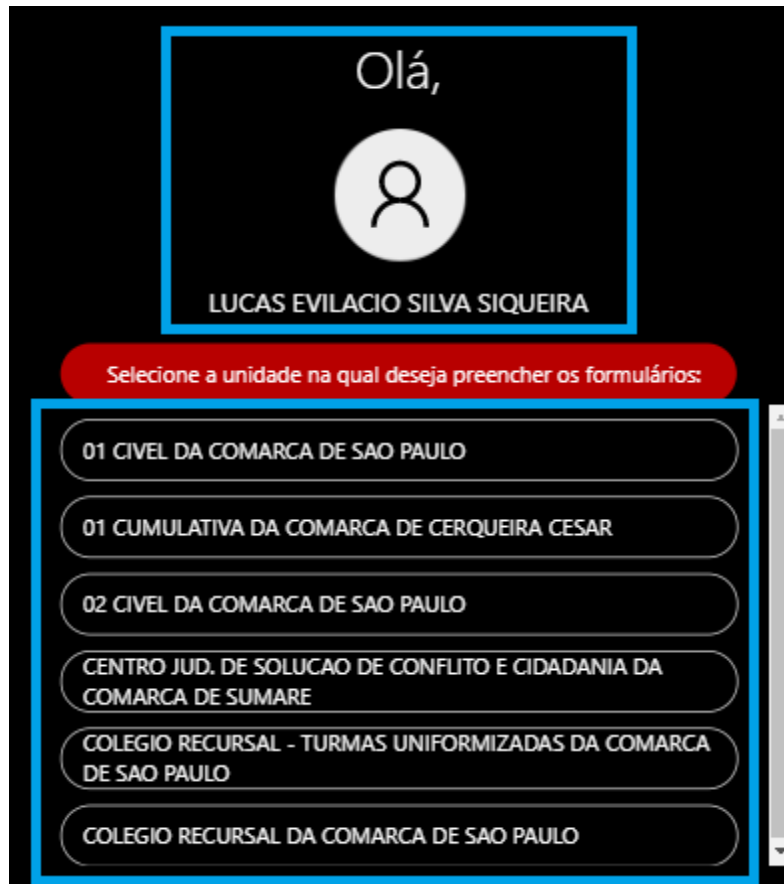 Olá,
LUCAS EVILACIO SILVA SIQUEIRA
Selecione a unidade na qual deseja preencher os formulários:
01 CIVEL DA COMARCA DE SAO PAULO
01 CUMULATIVA DA COMARCA DE CERQUEIRA CESAR
02 CIVEL DA COMARCA DE SAO PAULO
CENTRO JUD. DE SOLUCAO DE CONFLITO E CIDADANIA DA
COMARCA DE SUMARE
COLEGIO RECURSAL - TURMAS UNIFORMIZADAS DA COMARCA
DE SAO PAULO
COLEGIO RECURSAL DA COMARCA DE SAO PAULO